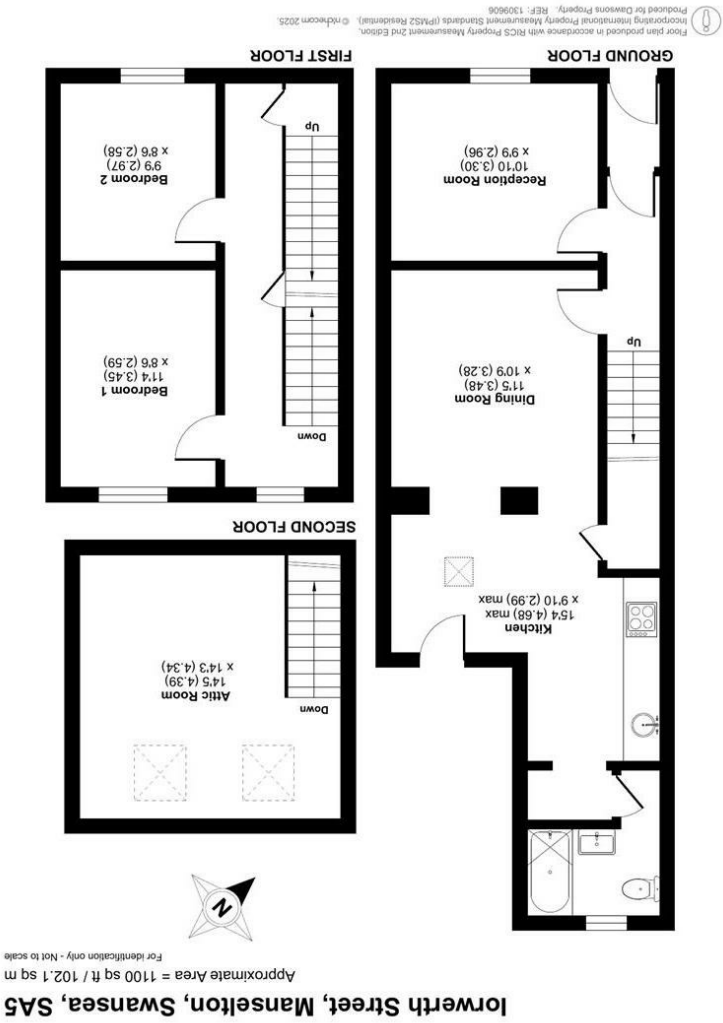 Iorwerth Street, Manselton, Swansea, SA5
Approximate Area = 1100 sq ft / 102.1 sq m
For identification only - Not to scale
N
Down
Attic Room
14'5 (4.39)
x 14'3 (4.34)
SECOND FLOOR
Kitchen
15'4 (4.68) max
x 9'10 (2.99) max
Dining Room
11'5 (3.48)
x 10'9 (3.28)
Up
Reception Room
10'10 (3.30)
x 9'9 (2.96)
GROUND FLOOR
Down
Bedroom 1
11'4 (3.45)
x 8'6 (2.59)
Bedroom 2
9'9 (2.97)
x 8'6 (2.58)
Up
FIRST FLOOR
Floor plan produced in accordance with RICS Property Measurement 2nd Edition,
Incorporating International Property Measurement Standards (IPMS2 Residential). © nichecom 2025.
Produced for Dawsons Property. REF: 1309606